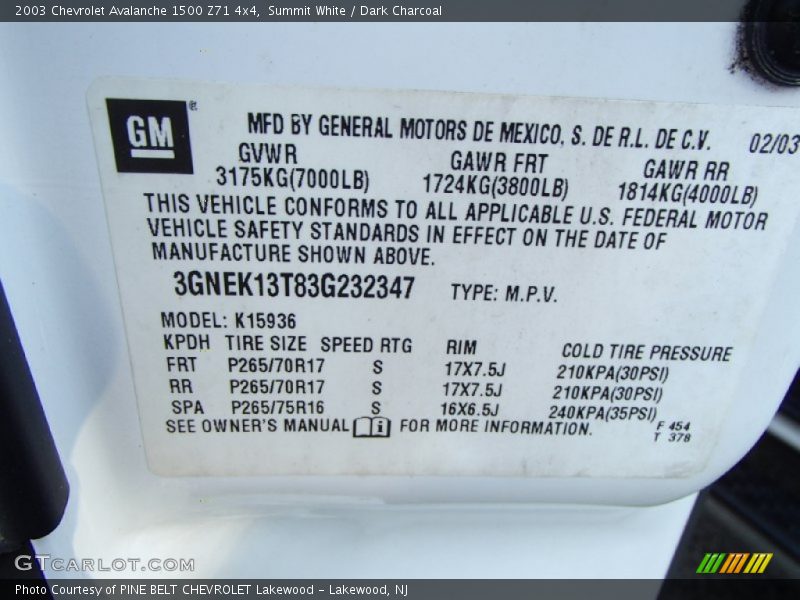 2003 Chevrolet Avalanche 1500 Z71 4x4, Summit White / Dark Charcoal
GM®
MFD BY GENERAL MOTORS DE MEXICO, S. DE R.L. DE C.V. 02/03
GVWR GAWR FRT GAWR RR
3175KG(7000LB) 1724KG(3800LB) 1814KG(4000LB)
THIS VEHICLE CONFORMS TO ALL APPLICABLE U.S. FEDERAL MOTOR
VEHICLE SAFETY STANDARDS IN EFFECT ON THE DATE OF
MANUFACTURE SHOWN ABOVE.
3GNEK13T83G232347 TYPE: M.P.V.
MODEL: K15936
KPDH TIRE SIZE SPEED RTG RIM COLD TIRE PRESSURE
FRT P265/70R17 S 17X7.5J 210KPA(30PSI)
RR P265/70R17 S 17X7.5J 210KPA(30PSI)
SPA P265/75R16 S 16X6.5J 240KPA(35PSI)
SEE OWNER'S MANUAL i FOR MORE INFORMATION. F 454
T 378
GTCARLOT.COM
Photo Courtesy of PINE BELT CHEVROLET Lakewood - Lakewood, NJ